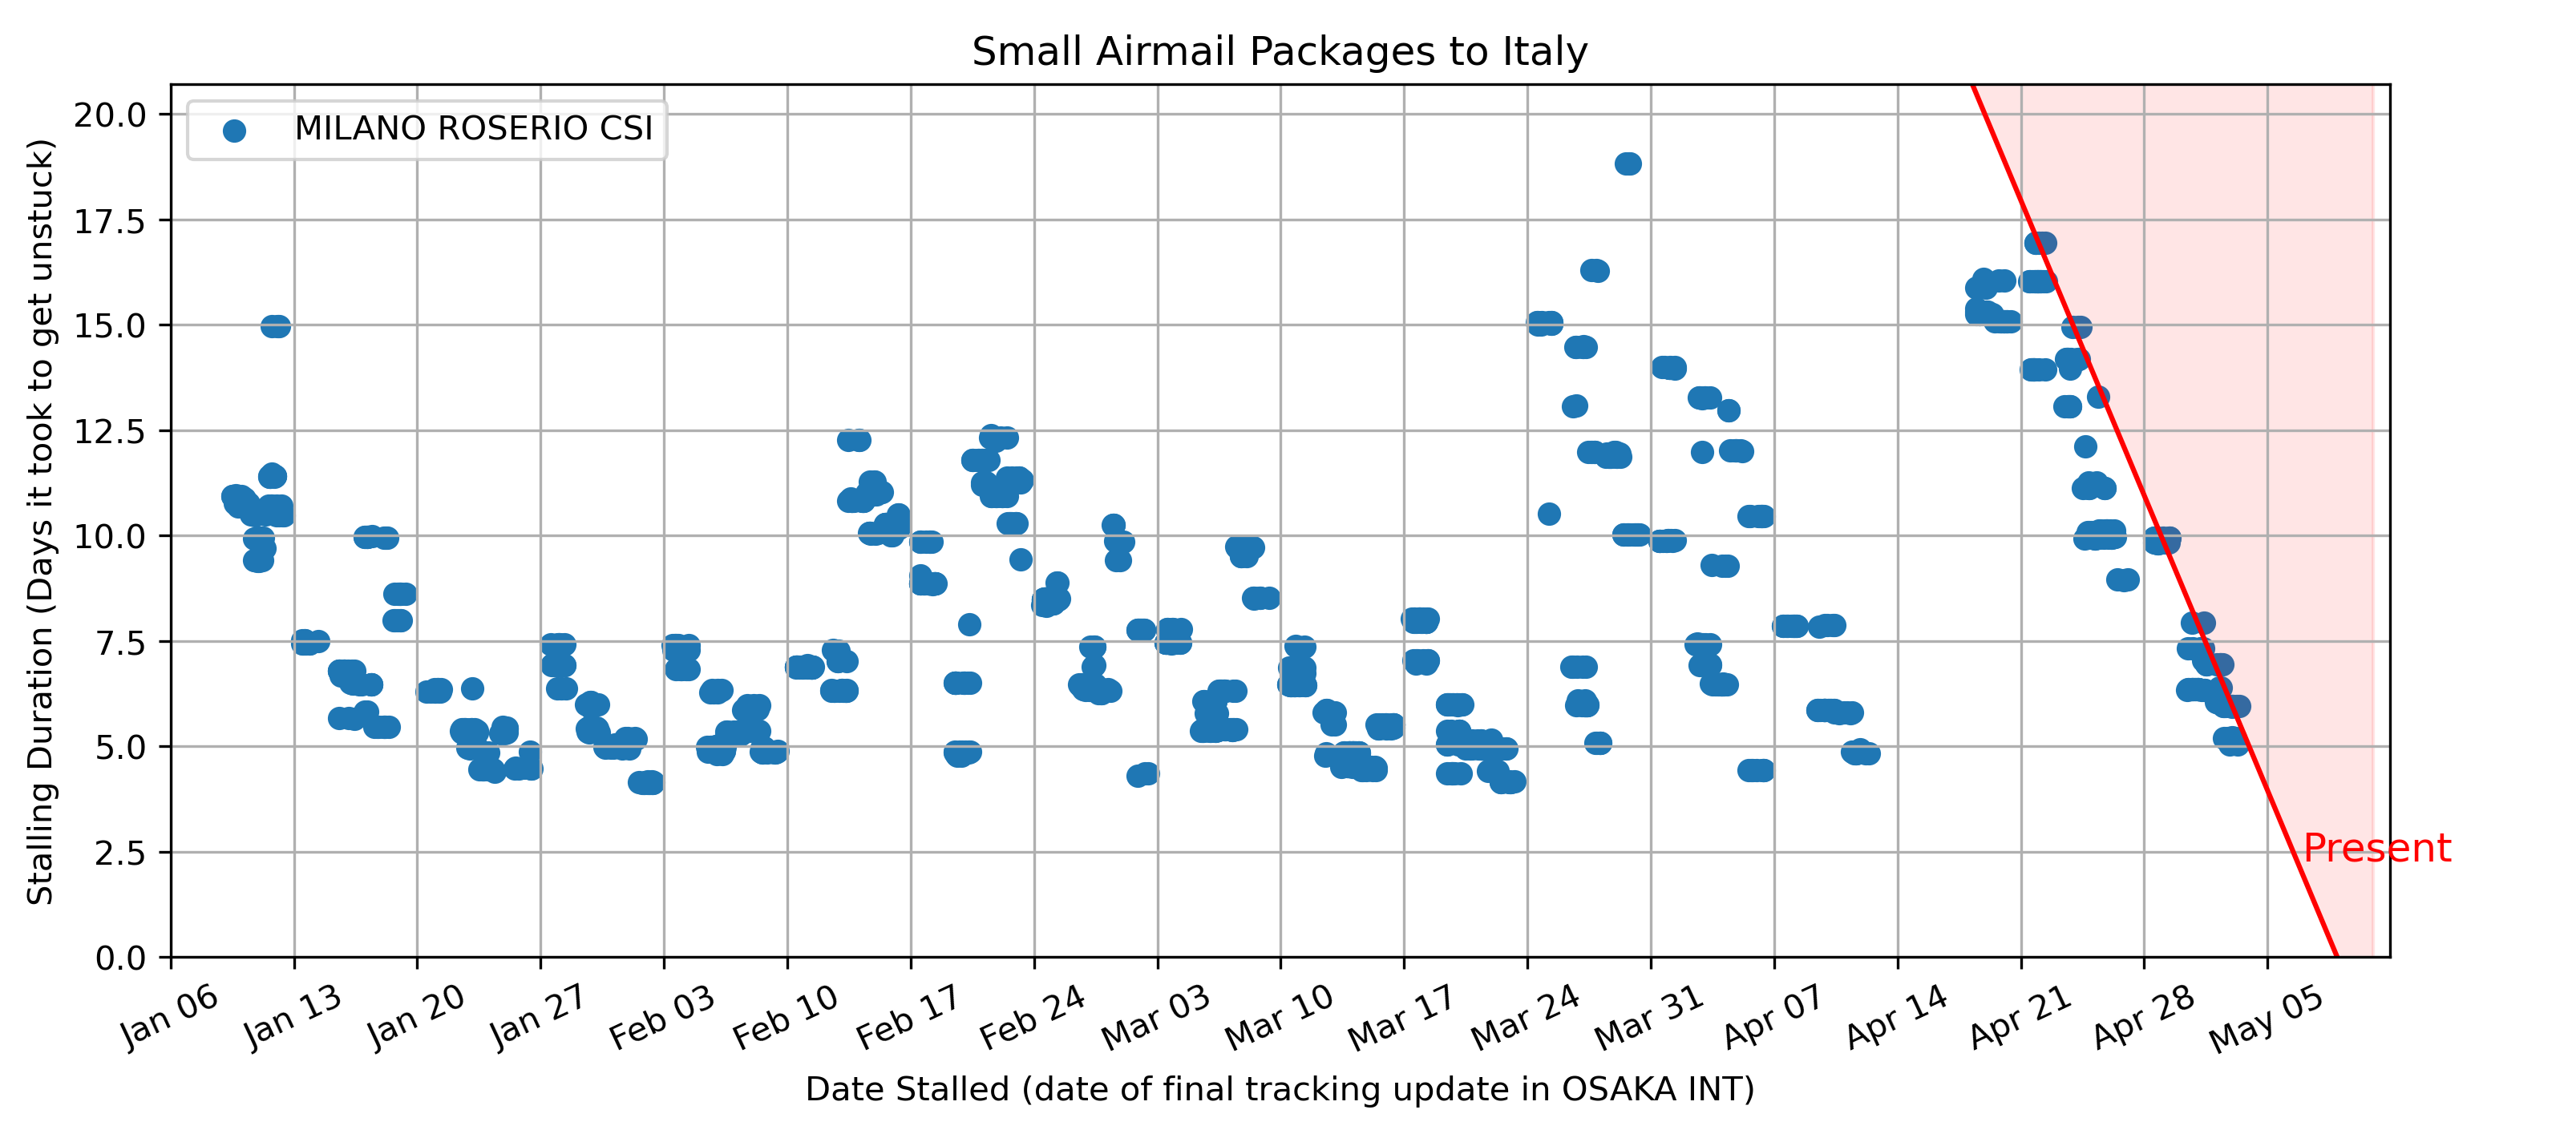 Small Airmail Packages to Italy
MILANO ROSERIO CSI
Stalling Duration (Days it took to get unstuck)
20.0
17.5
15.0
12.5
10.0
7.5
5.0
2.5
0.0
Present
Jan 06
Jan 13
Jan 20
Jan 27
Feb 03
Feb 10
Feb 17
Feb 24
Mar 03
Mar 10
Mar 17
Mar 24
Mar 31
Apr 07
Apr 14
Apr 21
Apr 28
May 05
Date Stalled (date of final tracking update in OSAKA INT)